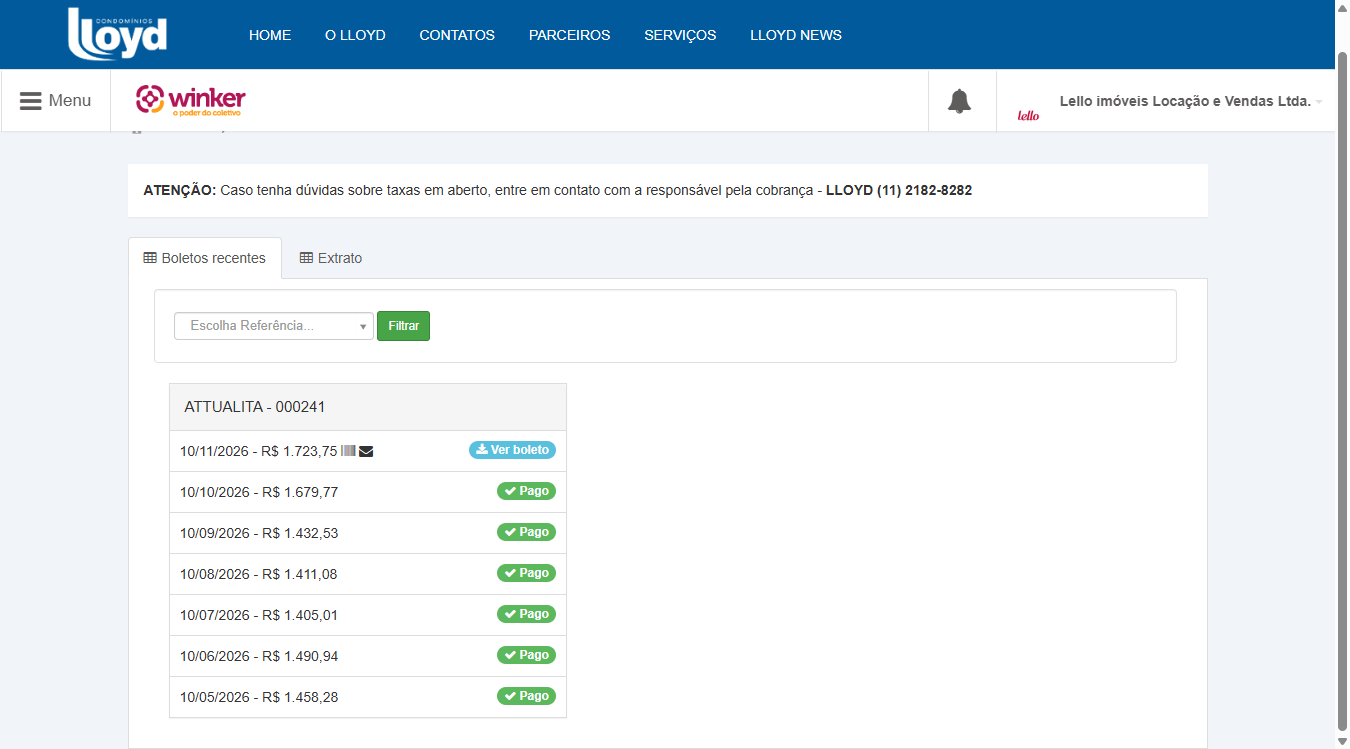 CONDOMÍNIOS
Lloyd
HOME O LLOYD CONTATOS PARCEIROS SERVIÇOS LLOYD NEWS
Menu
winker
o poder do coletivo
lello
Lello imóveis Locação e Vendas Ltda.
ATENÇÃO: Caso tenha dúvidas sobre taxas em aberto, entre em contato com a responsável pela cobrança - LLOYD (11) 2182-8282
Boletos recentes Extrato
Escolha Referência... Filtrar
ATTUALITA - 000241
10/11/2026 - R$ 1.723,75 Ver boleto
10/10/2026 - R$ 1.679,77 Pago
10/09/2026 - R$ 1.432,53 Pago
10/08/2026 - R$ 1.411,08 Pago
10/07/2026 - R$ 1.405,01 Pago
10/06/2026 - R$ 1.490,94 Pago
10/05/2026 - R$ 1.458,28 Pago